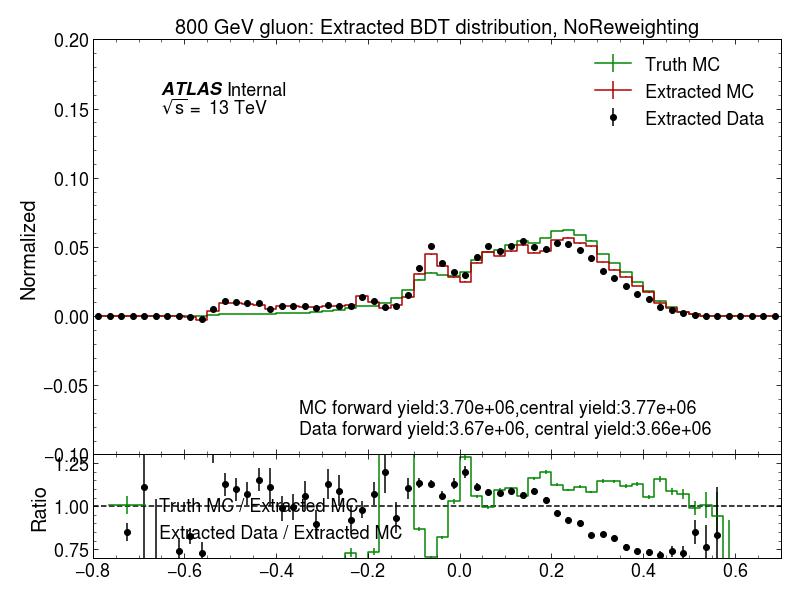 800 GeV gluon: Extracted BDT distribution, NoReweighting
0.20
0.15
0.10
0.05
0.00
−0.05
−0.10
Normalized
ATLAS Internal
√s = 13 TeV
Truth MC
Extracted MC
Extracted Data
MC forward yield:3.70e+06,central yield:3.77e+06
Data forward yield:3.67e+06, central yield:3.66e+06
1.25
1.00
0.75
Ratio
Truth MC / Extracted MC
Extracted Data / Extracted MC
−0.8 −0.6 −0.4 −0.2 0.0 0.2 0.4 0.6